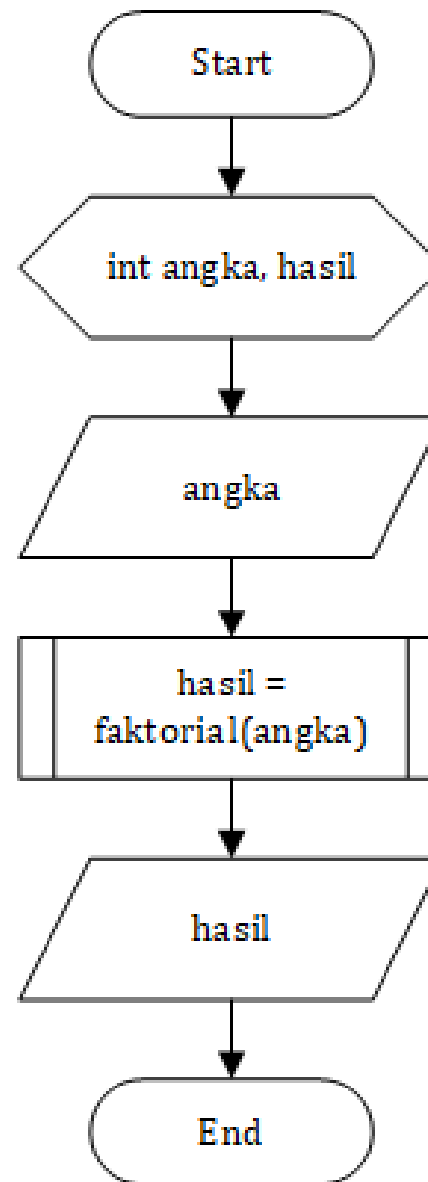 Start
int angka, hasil
angka
hasil =
faktorial(angka)
hasil
End